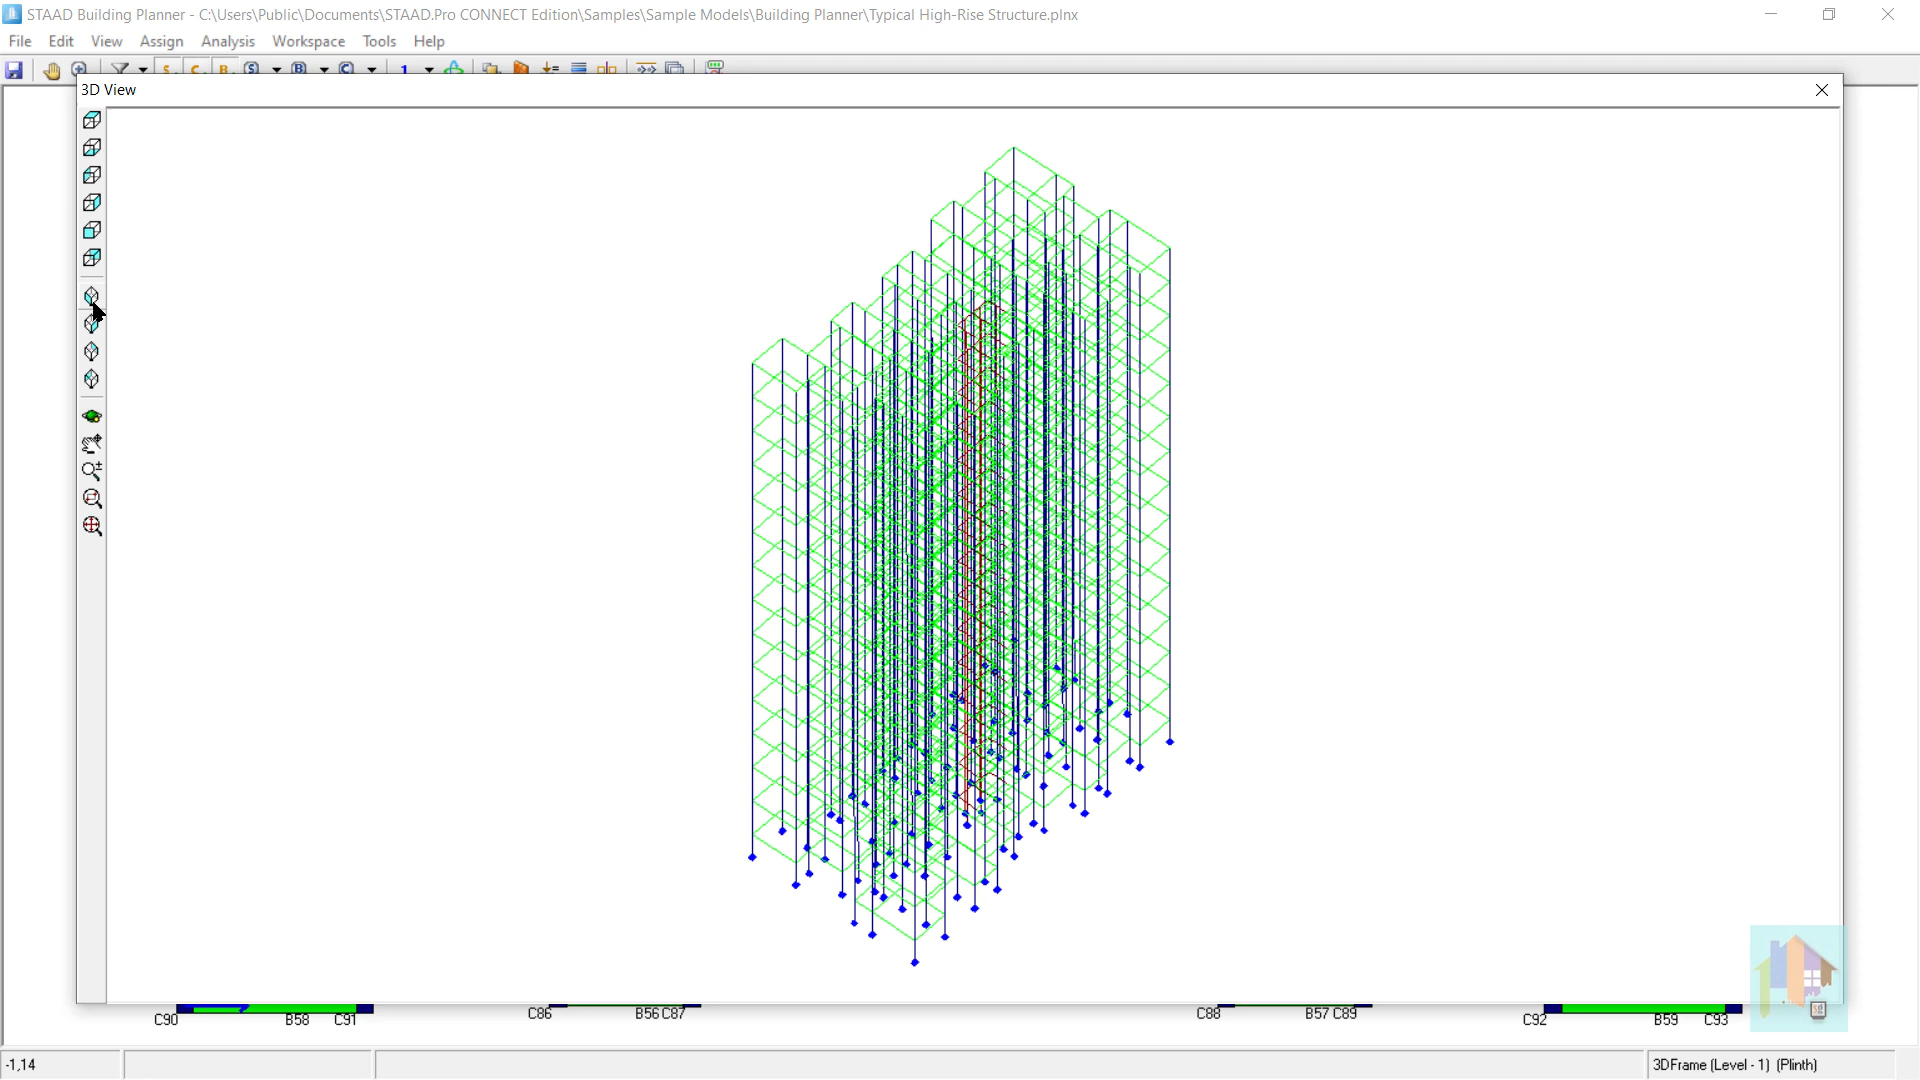 STAAD Building Planner - C:\Users\Public\Documents\STAAD.Pro CONNECT Edition\Samples\Sample Models\Building Planner\Typical High-Rise Structure.plnx
File Edit View Assign Analysis Workspace Tools Help
3D View
C90 B58 C91 C86 B56 C87 C88 B57 C89 C92 B59 C93
-1,14 3DFrame (Level - 1) (Plinth)